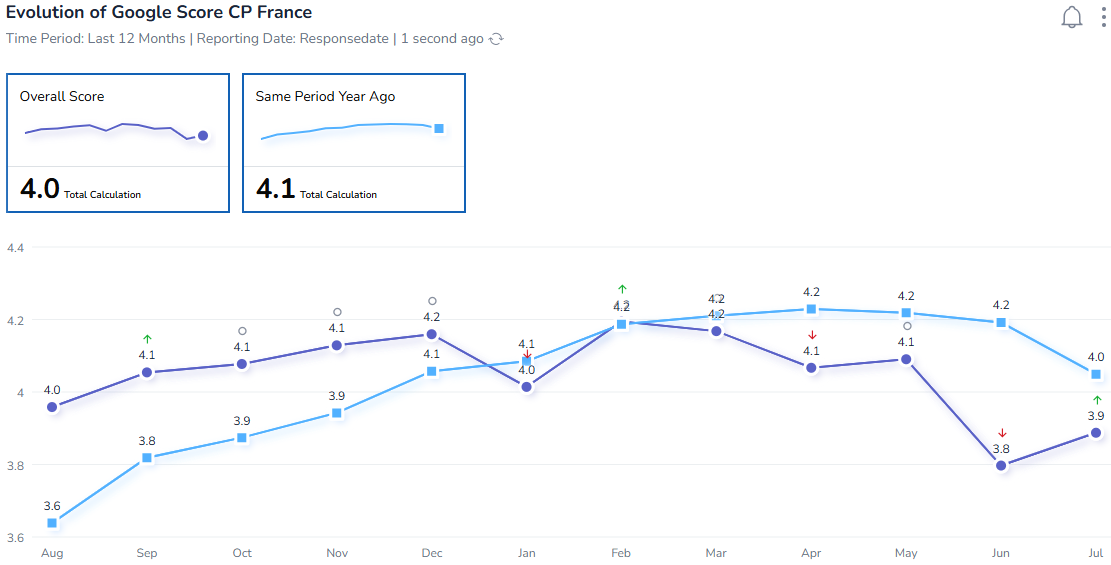 Evolution of Google Score CP France
Time Period: Last 12 Months | Reporting Date: Responsedate | 1 second ago
Overall Score
4.0 Total Calculation
Same Period Year Ago
4.1 Total Calculation
4.4
4.2
4
3.8
3.6
4.0 4.1 4.1 4.1 4.2 4.0 4.2 4.2 4.1 4.1 3.8 3.9
3.6 3.8 3.9 3.9 4.1 4.1 4.2 4.2 4.2 4.2 4.2 4.0
Aug Sep Oct Nov Dec Jan Feb Mar Apr May Jun Jul